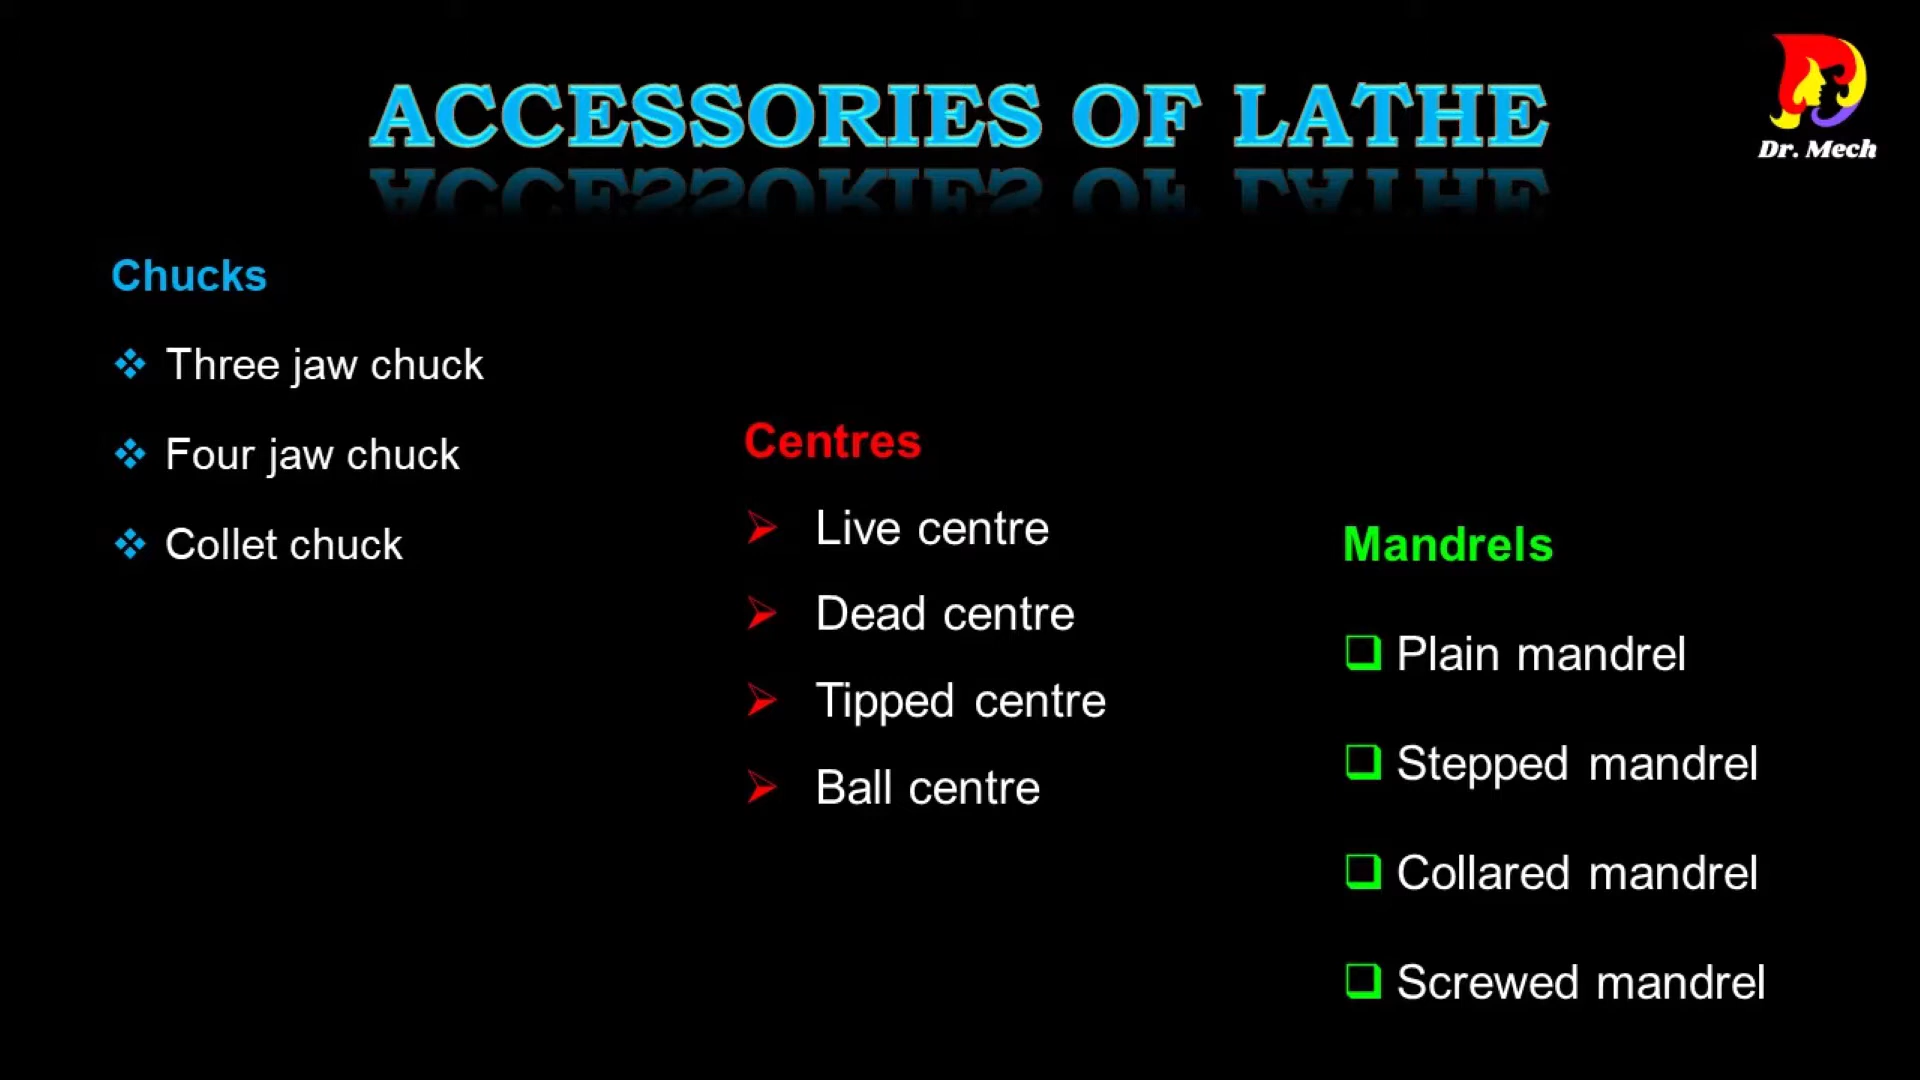 ACCESSORIES OF LATHE
Dr. Mech
Chucks
Three jaw chuck
Four jaw chuck
Collet chuck
Centres
Live centre
Dead centre
Tipped centre
Ball centre
Mandrels
Plain mandrel
Stepped mandrel
Collared mandrel
Screwed mandrel